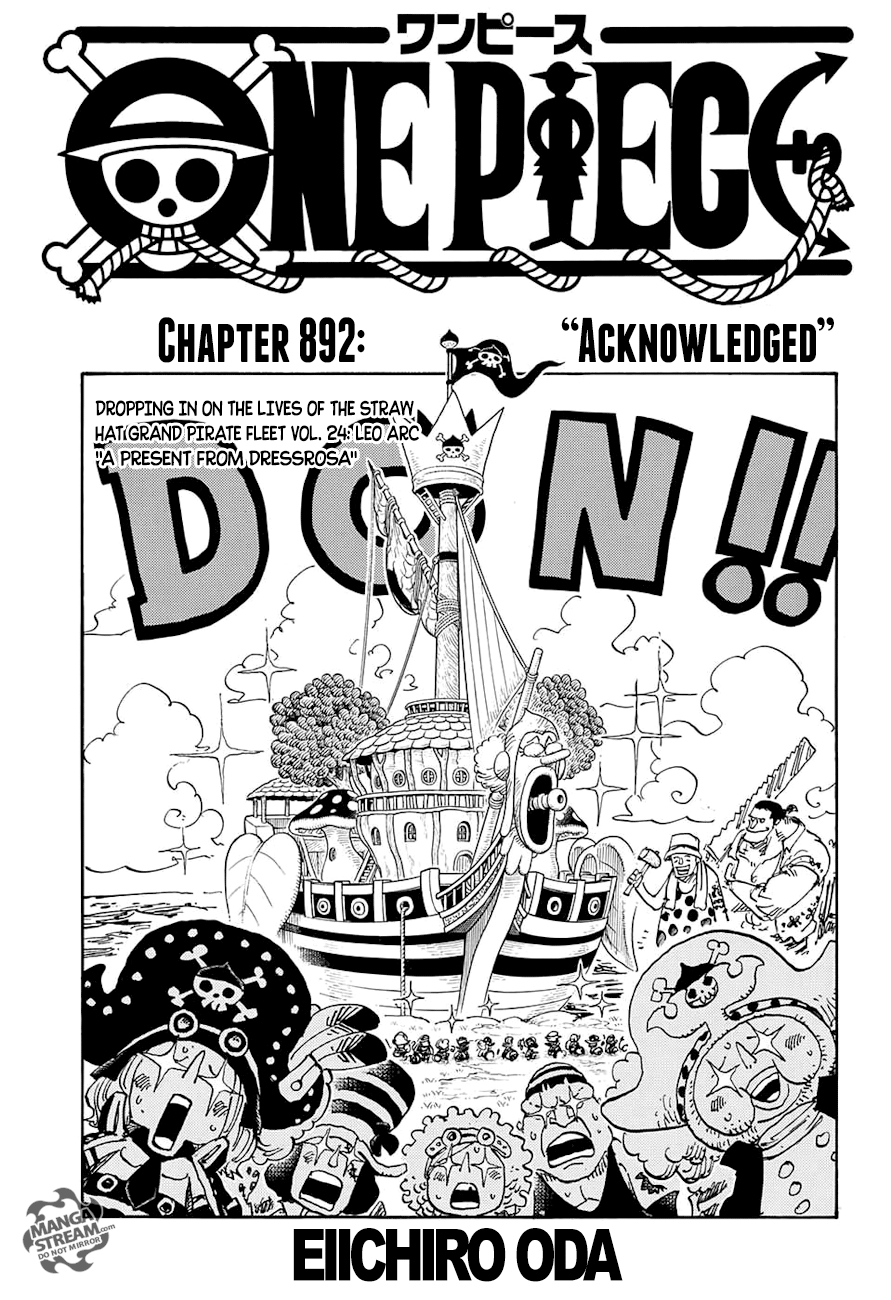 ワンピース
ONE PIECE
CHAPTER 892: “ACKNOWLEDGED”
DROPPING IN ON THE LIVES OF THE STRAW
HAT GRAND PIRATE FLEET VOL. 24: LEO ARC
"A PRESENT FROM DRESSROSA"
DON!!
MANGA
STREAM.com
DO NOT MIRROR
EIICHIRO ODA